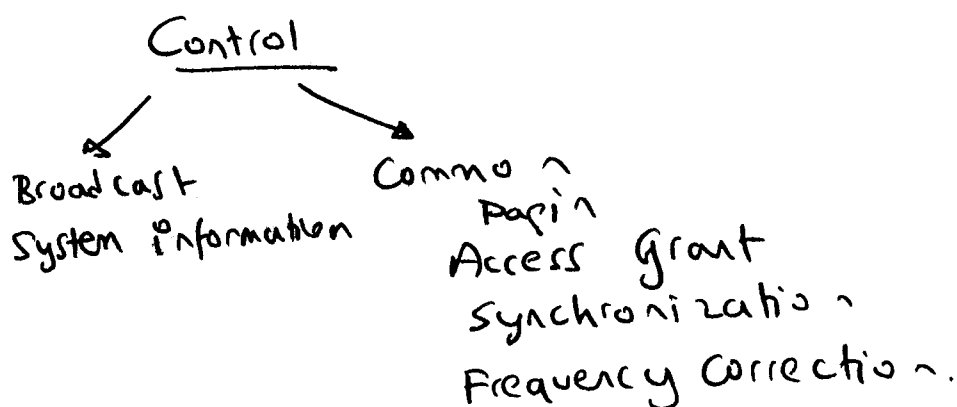 Control
Broadcast
System information
Common
Pagin
Access Grant
Synchronization
Frequency Correction.